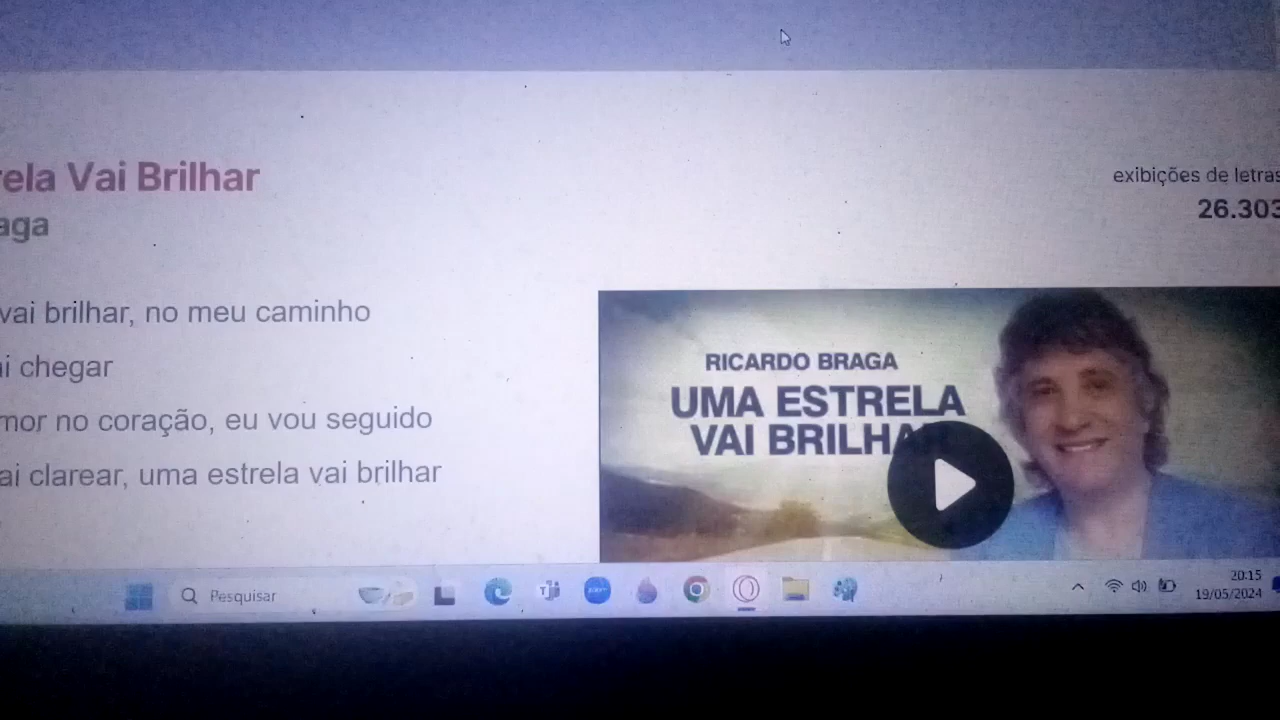 rela Vai Brilhar
aga
exibições de letras
26.303
vai brilhar, no meu caminho
ai chegar
mor no coração, eu vou seguido
ai clarear, uma estrela vai brilhar
RICARDO BRAGA
UMA ESTRELA
VAI BRILHA
Pesquisar
20:15
19/05/2024